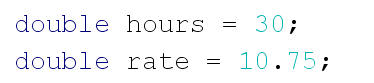 double hours = 30;
double rate = 10.75;